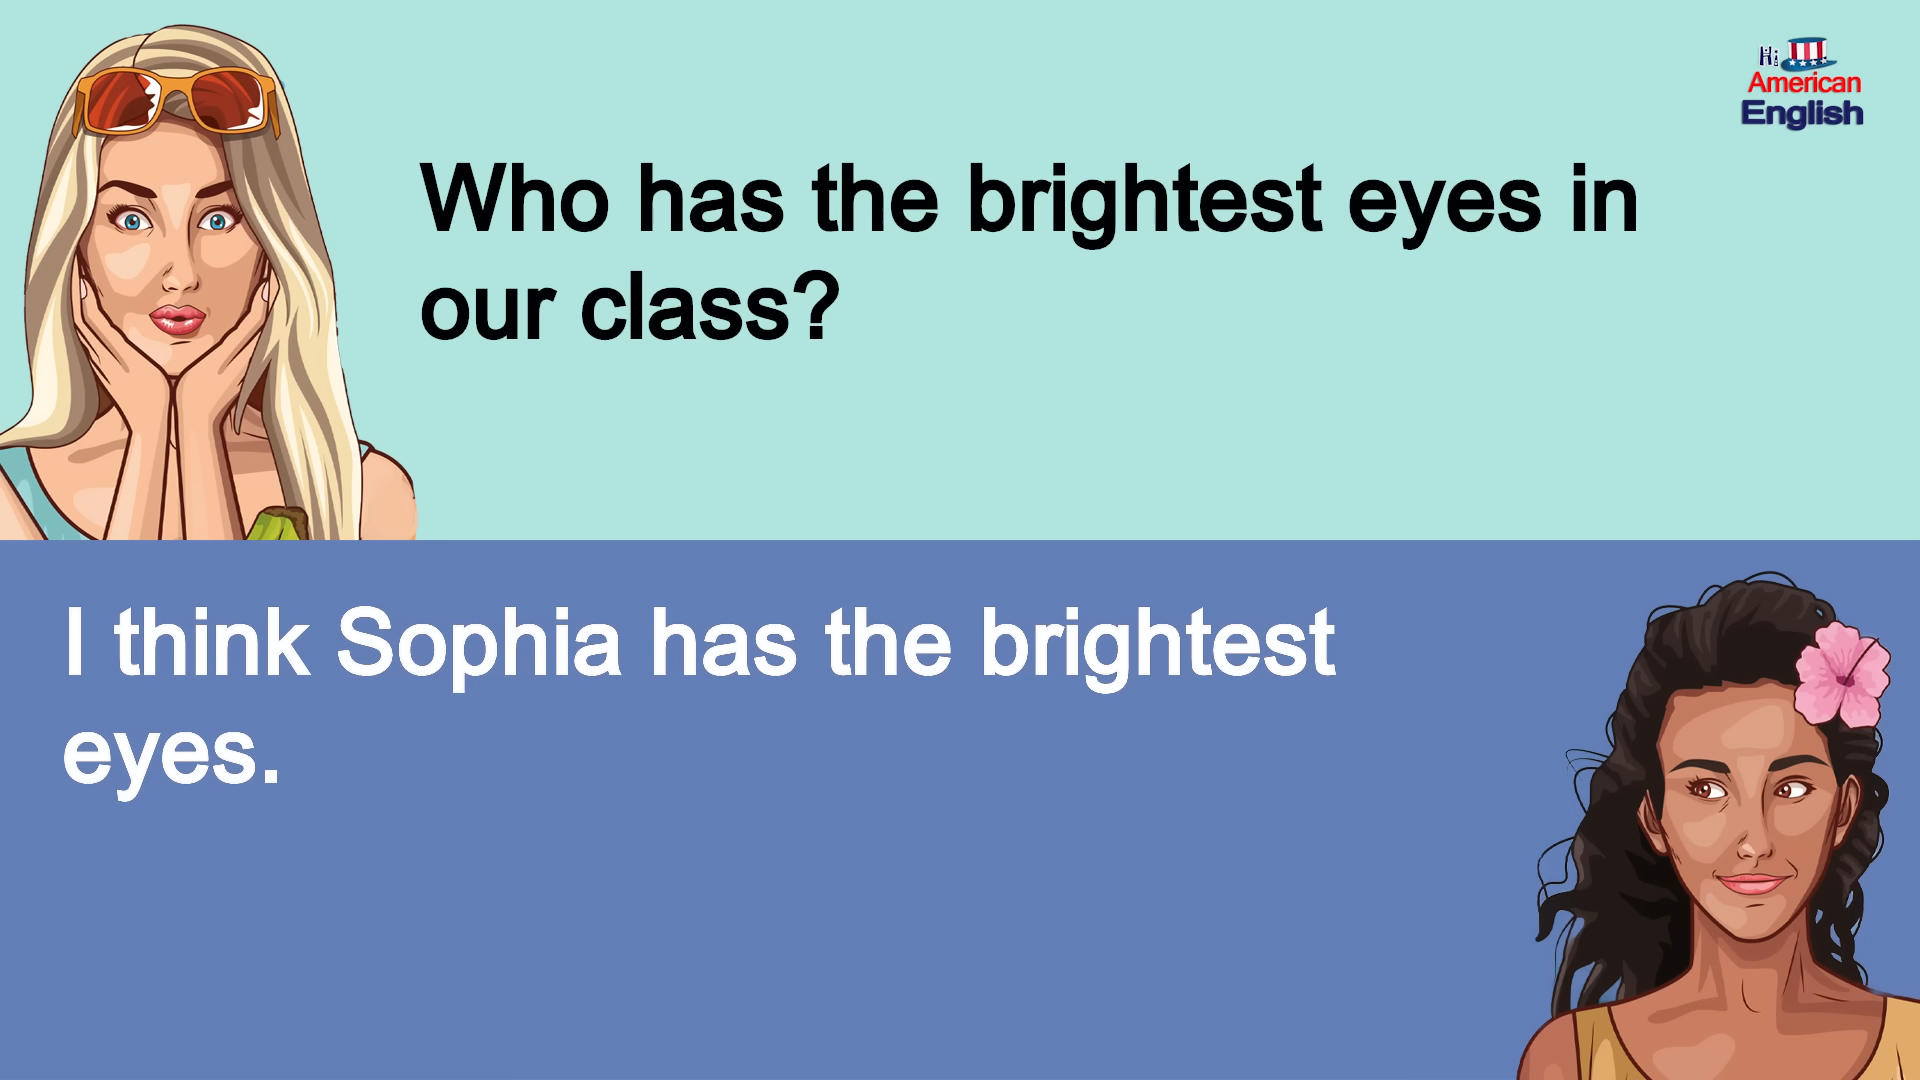 Hi
American
English
Who has the brightest eyes in
our class?
I think Sophia has the brightest
eyes.